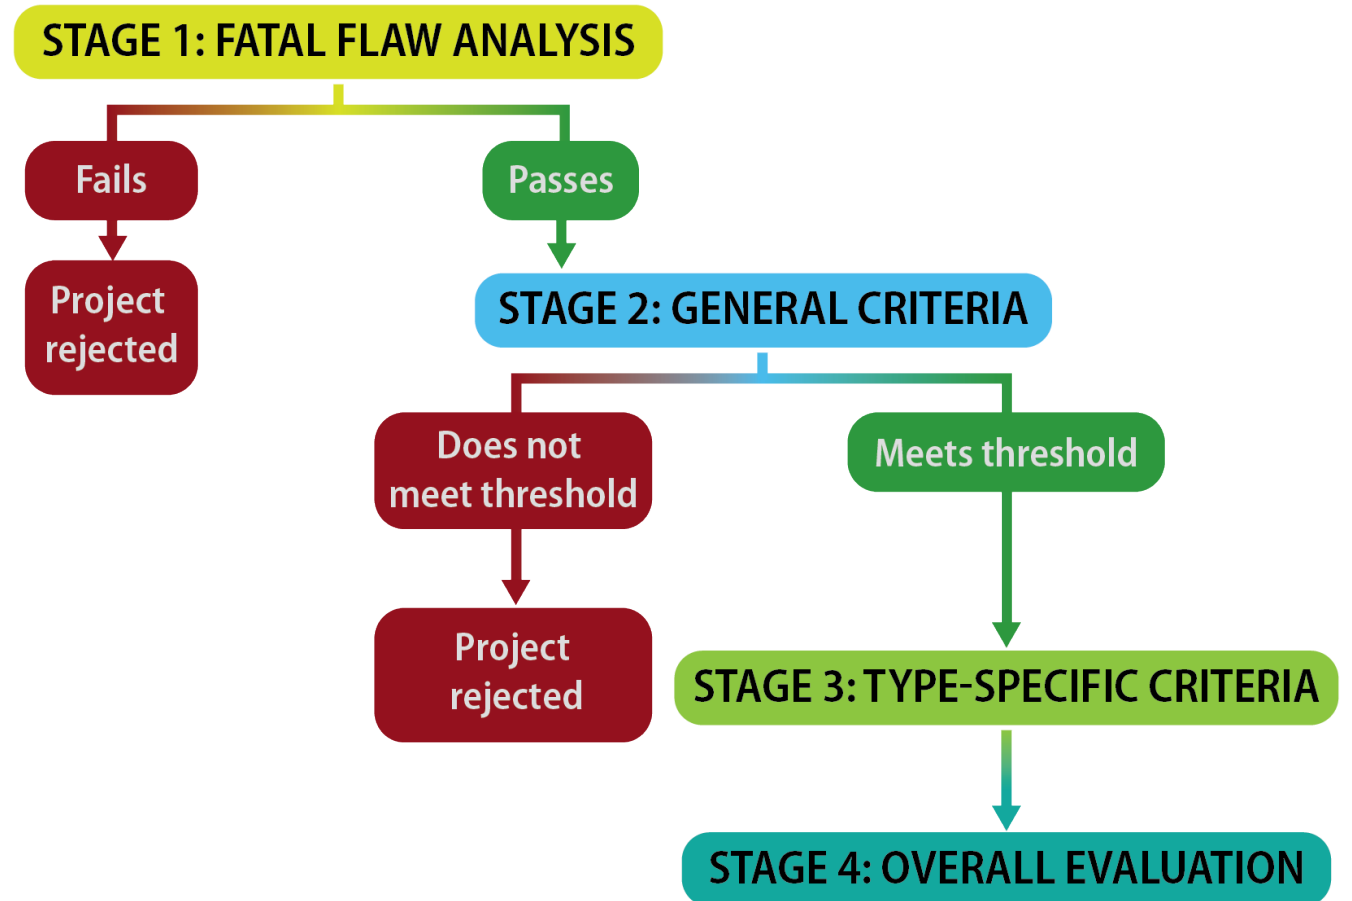 STAGE 1: FATAL FLAW ANALYSIS
Fails
Passes
Project
rejected
STAGE 2: GENERAL CRITERIA
Does not
meet threshold
Meets threshold
Project
rejected
STAGE 3: TYPE-SPECIFIC CRITERIA
STAGE 4: OVERALL EVALUATION